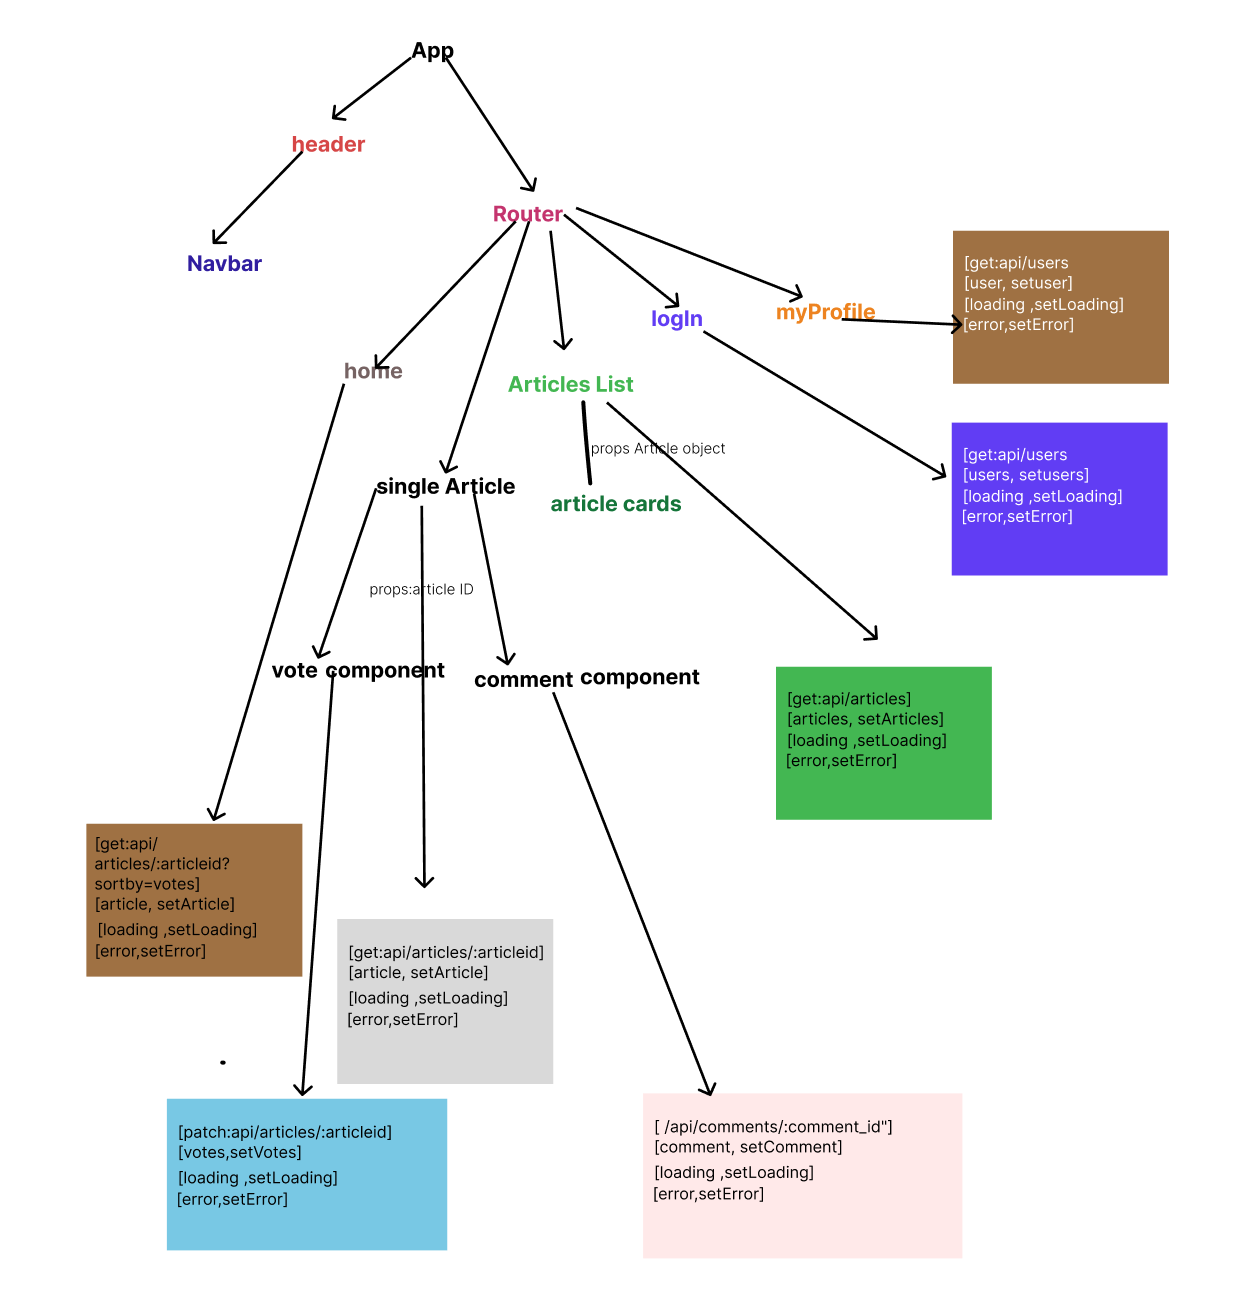 App
header
Router
Navbar
home
Articles List
logIn
myProfile
[get:api/users
[user, setuser]
[loading ,setLoading]
[error,setError]
props Article object
single Article
article cards
[get:api/users
[users, setusers]
[loading ,setLoading]
[error,setError]
props:article ID
vote component
comment component
[get:api/articles]
[articles, setArticles]
[loading ,setLoading]
[error,setError]
[get:api/
articles/:articleid?
sortby=votes]
[article, setArticle]
[loading ,setLoading]
[error,setError]
[get:api/articles/:articleid]
[article, setArticle]
[loading ,setLoading]
[error,setError]
[patch:api/articles/:articleid]
[votes,setVotes]
[loading ,setLoading]
[error,setError]
[ /api/comments/:comment_id"]
[comment, setComment]
[loading ,setLoading]
[error,setError]